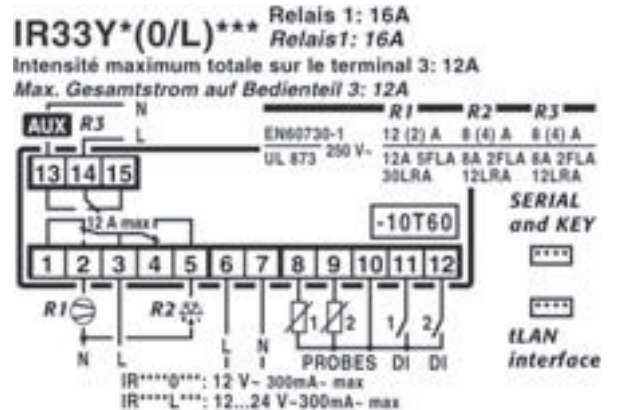 IR33Y*(0/L)*** Relais 1: 16A
Relais1: 16A
Intensité maximum totale sur le terminal 3: 12A
Max. Gesamtstrom auf Bedienteil 3: 12A
AUX R3 N
L
R1 R2 R3
EN60730-1 250 V~ 12 (2) A 8 (4) A 8 (4) A
UL 873 12A 5FLA 8A 2FLA 8A 2FLA
30LRA 12LRA 12LRA
13 14 15
SERIAL
and KEY
12 A max
-10T60
1 2 3 4 5 6 7 8 9 10 11 12
R1 R2 1 2 1 2
N L L N
PROBES DI DI
tLAN
interface
IR****0***: 12 V~ 300mA~ max
IR****L***: 12...24 V~300mA~ max